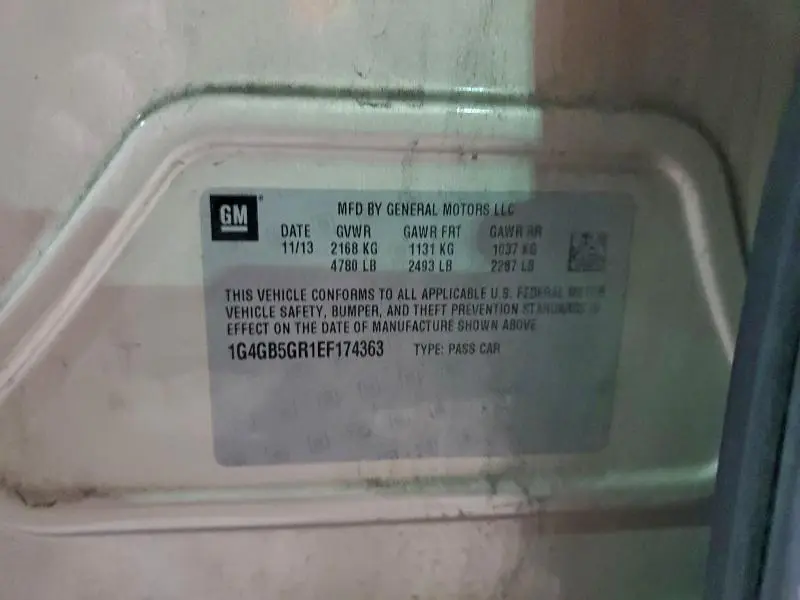 GM
MFD BY GENERAL MOTORS LLC
DATE GVWR GAWR FRT GAWR RR
11/13 2168 KG 1131 KG 1037 KG
4780 LB 2493 LB 2287 LB
THIS VEHICLE CONFORMS TO ALL APPLICABLE U.S. FEDERAL MOTOR
VEHICLE SAFETY, BUMPER, AND THEFT PREVENTION STANDARDS IN
EFFECT ON THE DATE OF MANUFACTURE SHOWN ABOVE
1G4GB5GR1EF174363 TYPE: PASS CAR